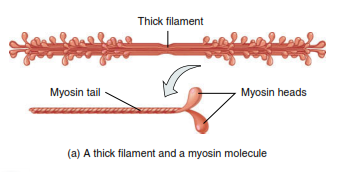 Thick filament
Myosin tail
Myosin heads
(a) A thick filament and a myosin molecule